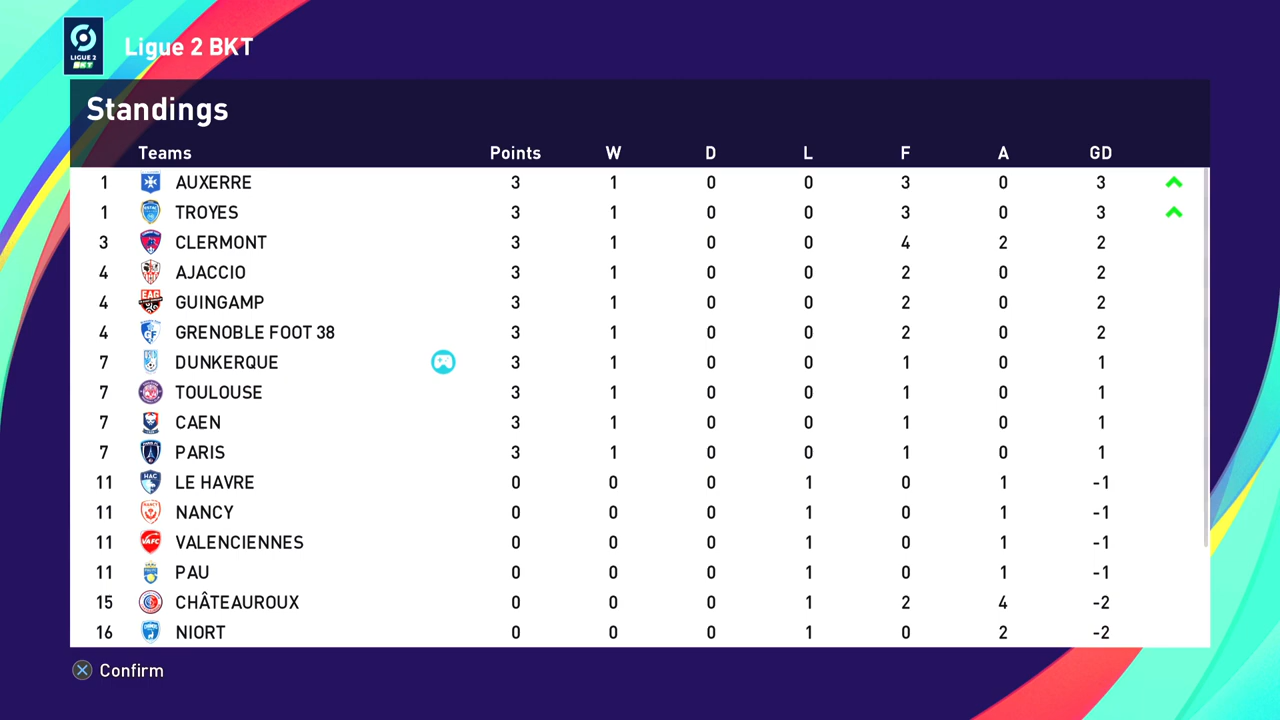 LIGUE 2
BKT
Ligue 2 BKT
Standings
Teams Points W D L F A GD
1 AUXERRE 3 1 0 0 3 0 3
1 TROYES 3 1 0 0 3 0 3
3 CLERMONT 3 1 0 0 4 2 2
4 AJACCIO 3 1 0 0 2 0 2
4 GUINGAMP 3 1 0 0 2 0 2
4 GRENOBLE FOOT 38 3 1 0 0 2 0 2
7 DUNKERQUE 3 1 0 0 1 0 1
7 TOULOUSE 3 1 0 0 1 0 1
7 CAEN 3 1 0 0 1 0 1
7 PARIS 3 1 0 0 1 0 1
11 LE HAVRE 0 0 0 1 0 1 -1
11 NANCY 0 0 0 1 0 1 -1
11 VALENCIENNES 0 0 0 1 0 1 -1
11 PAU 0 0 0 1 0 1 -1
15 CHÂTEAUROUX 0 0 0 1 2 4 -2
16 NIORT 0 0 0 1 0 2 -2
Confirm